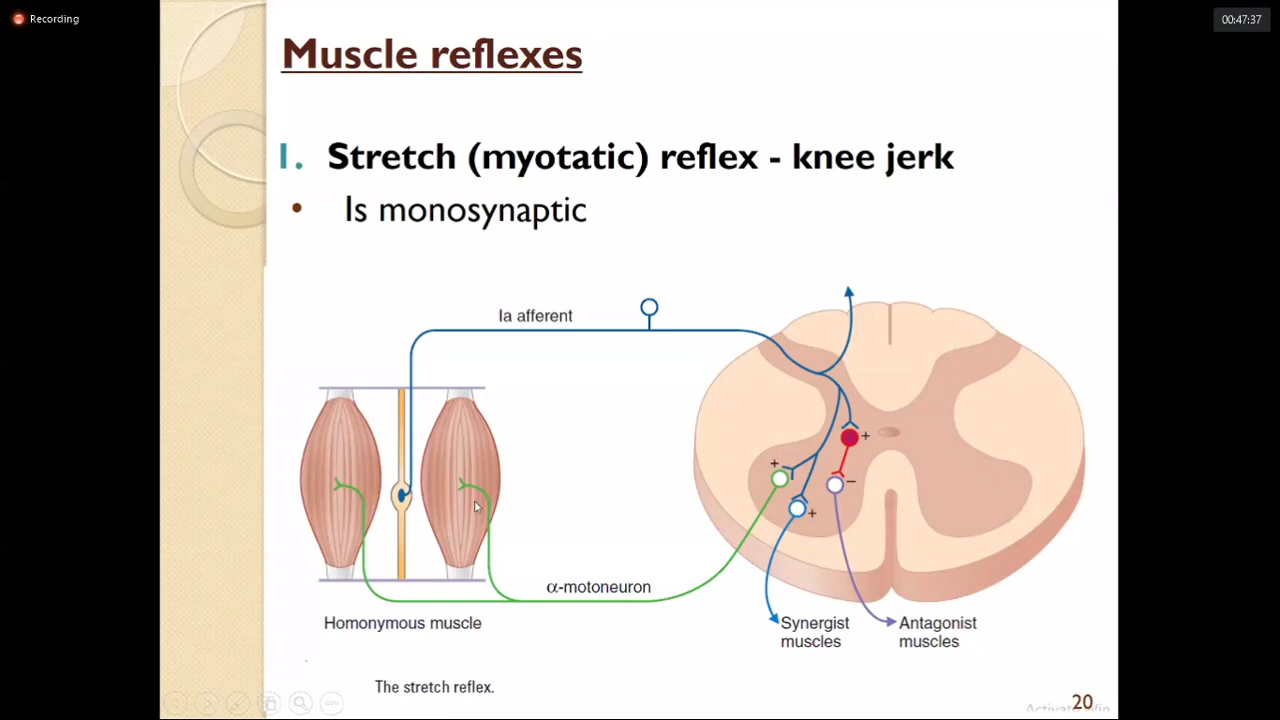 Recording
00:47:37
Muscle reflexes
1. Stretch (myotatic) reflex - knee jerk
• Is monosynaptic
Ia afferent
+
+
−
+
α-motoneuron
Homonymous muscle
Synergist
muscles
Antagonist
muscles
The stretch reflex.
20